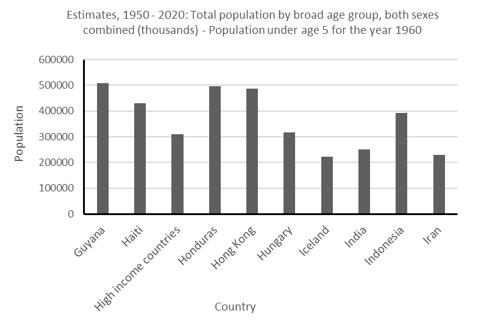 Estimates, 1950 - 2020: Total population by broad age group, both sexes
combined (thousands) - Population under age 5 for the year 1960
600000
500000
400000
300000
200000
100000
0
Population
Guyana
Haiti
High income countries
Honduras
Hong Kong
Hungary
Iceland
India
Indonesia
Iran
Country